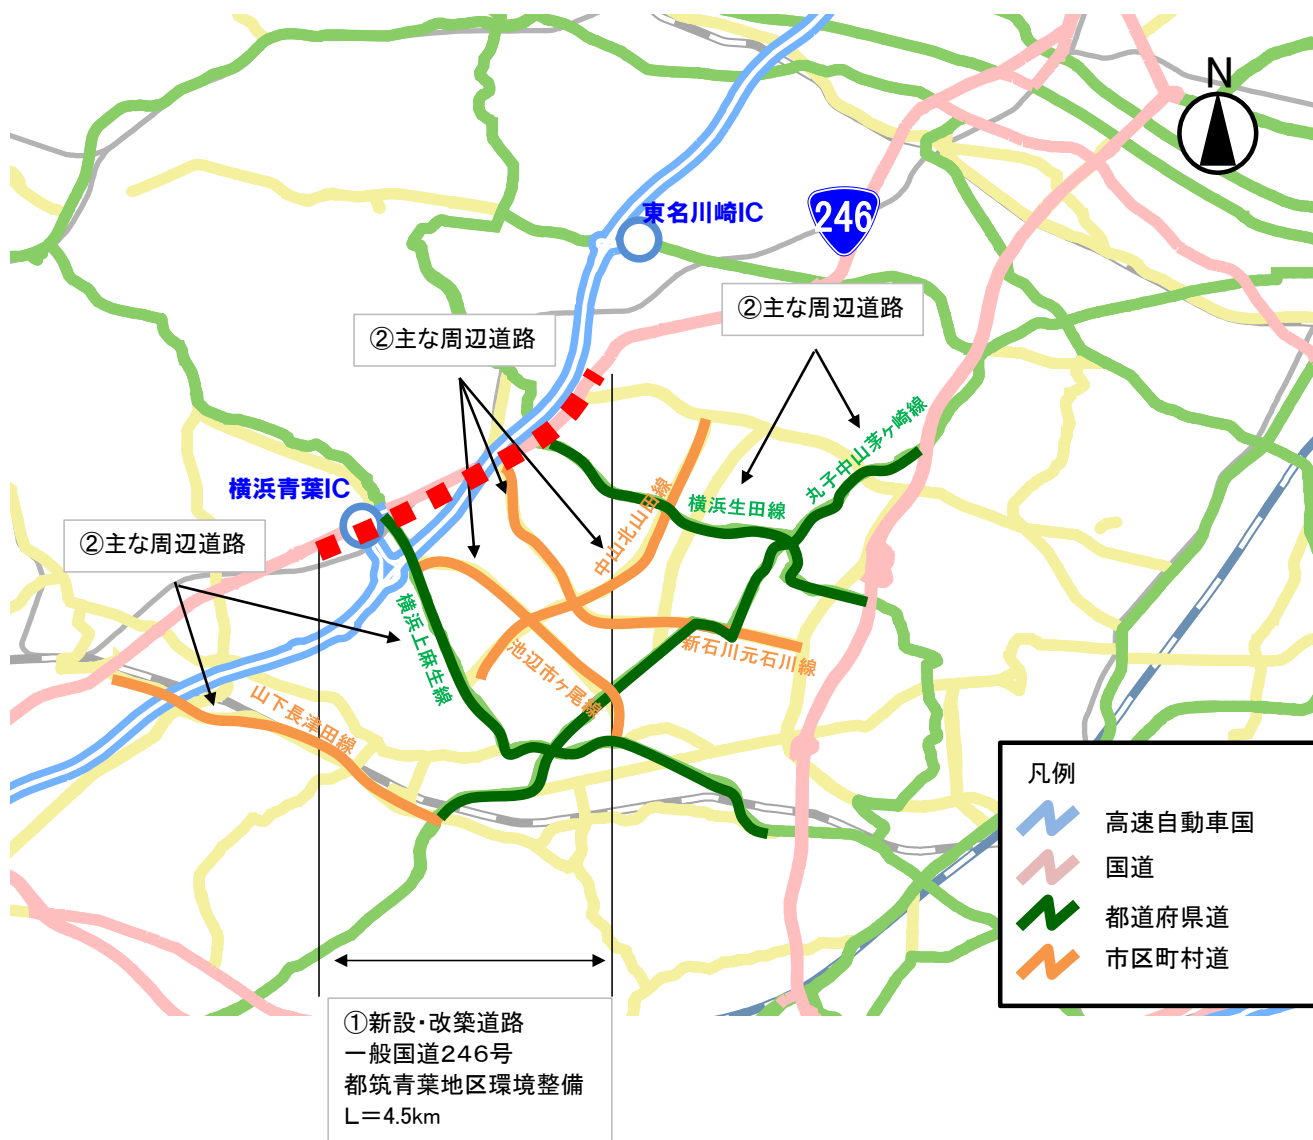 N
東名川崎IC
246
②主な周辺道路
②主な周辺道路
丸子中山茅ヶ崎線
横浜青葉IC
横浜生田線
中山北山田線
②主な周辺道路
横浜上麻生線
新石川元石川線
池辺市ヶ尾線
山下長津田線
凡例
高速自動車国
国道
都道府県道
市区町村道
①新設・改築道路
一般国道246号
都筑青葉地区環境整備
L=4.5km